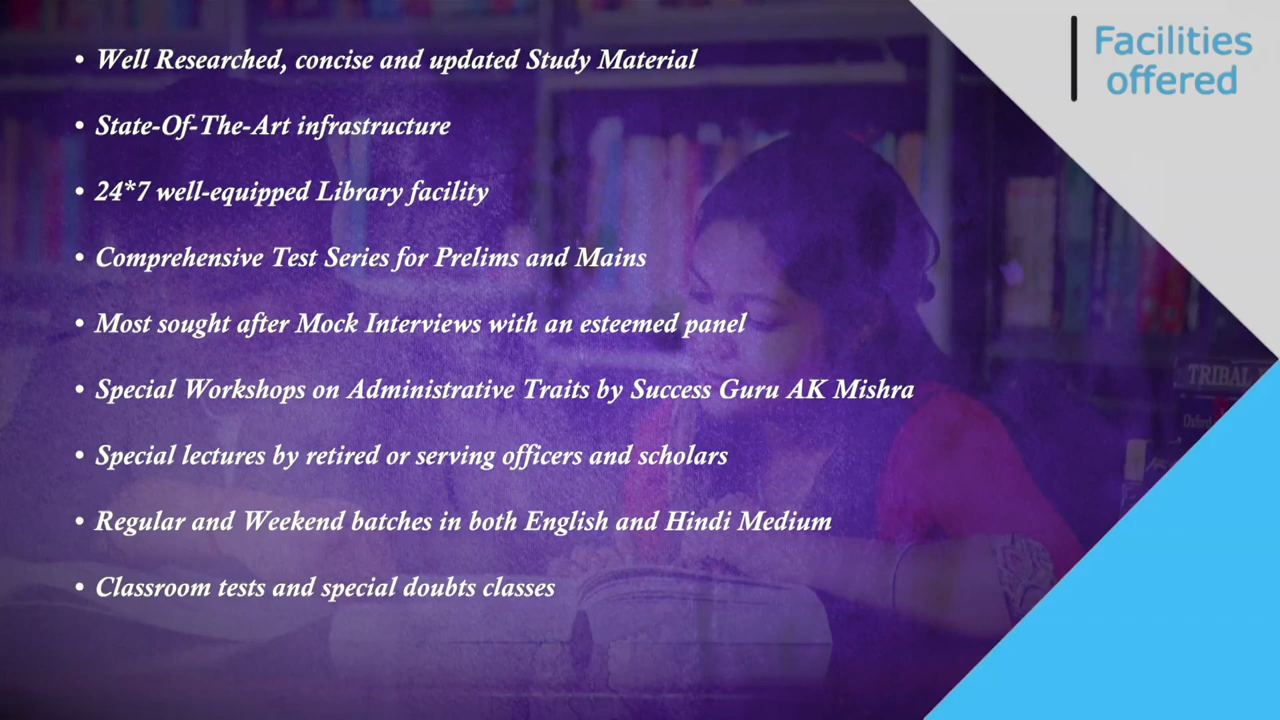 Facilities
offered
• Well Researched, concise and updated Study Material
• State-Of-The-Art infrastructure
• 24*7 well-equipped Library facility
• Comprehensive Test Series for Prelims and Mains
• Most sought after Mock Interviews with an esteemed panel
• Special Workshops on Administrative Traits by Success Guru AK Mishra
• Special lectures by retired or serving officers and scholars
• Regular and Weekend batches in both English and Hindi Medium
• Classroom tests and special doubts classes
TRIBAL